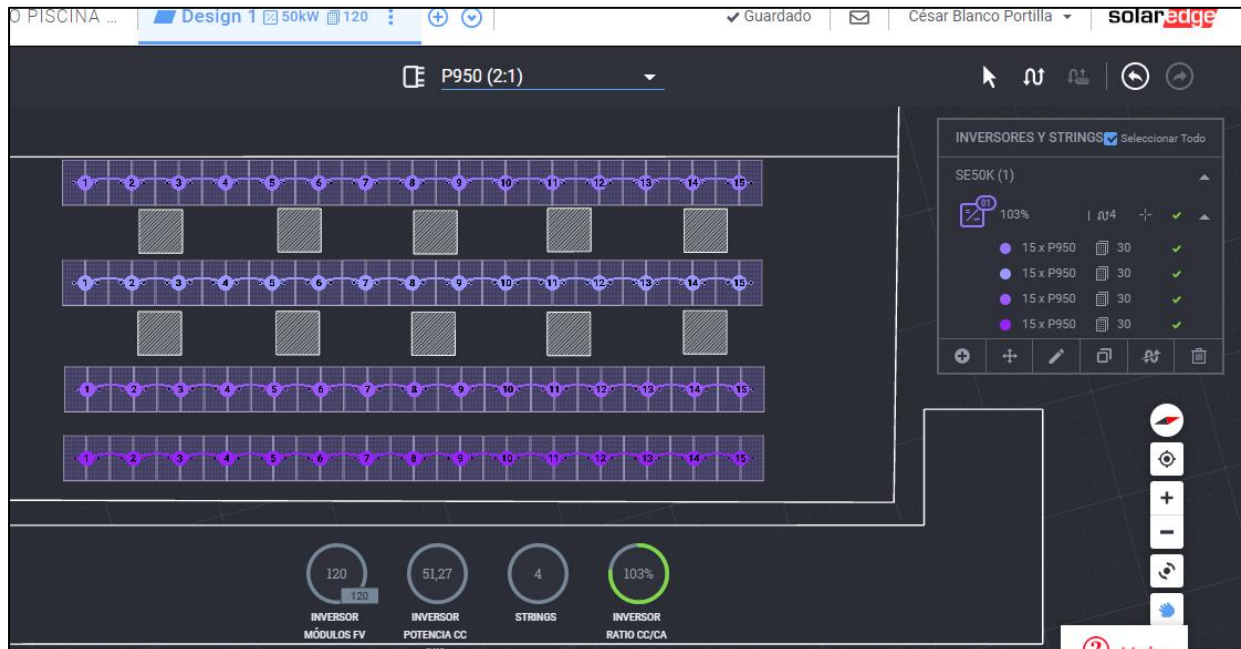 O PISCINA ... Design 1 50kW 120 Guardado César Blanco Portilla solaredge
P950 (2:1)
INVERSORES Y STRINGS Seleccionar Todo
SE50K (1)
01
103% 4
15 x P950 30
15 x P950 30
15 x P950 30
15 x P950 30
1 2 3 4 5 6 7 8 9 10 11 12 13 14 15
1 2 3 4 5 6 7 8 9 10 11 12 13 14 15
1 2 3 4 5 6 7 8 9 10 11 12 13 14 15
1 2 3 4 5 6 7 8 9 10 11 12 13 14 15
120 51,27 4 103%
120
INVERSOR INVERSOR STRINGS INVERSOR
MÓDULOS FV POTENCIA CC RATIO CC/CA